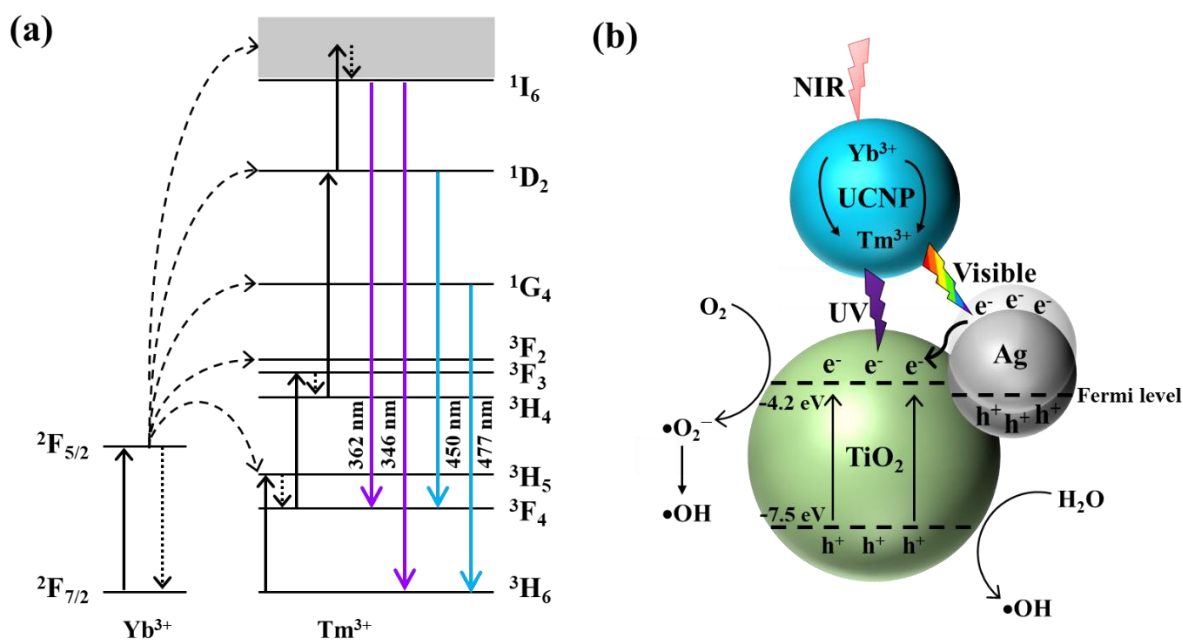 (a)
¹I₆
¹D₂
¹G₄
³F₂
³F₃
³H₄
362 nm
346 nm
450 nm
477 nm
²F₅/₂
³H₅
³F₄
²F₇/₂
³H₆
Yb³⁺
Tm³⁺
(b)
NIR
Yb³⁺
UCNP
Tm³⁺
Visible
UV
O₂
e⁻ e⁻ e⁻
Ag
e⁻ e⁻ e⁻
-4.2 eV
Fermi level
h⁺ h⁺ h⁺
•O₂⁻
TiO₂
•OH
-7.5 eV
H₂O
h⁺ h⁺ h⁺
•OH